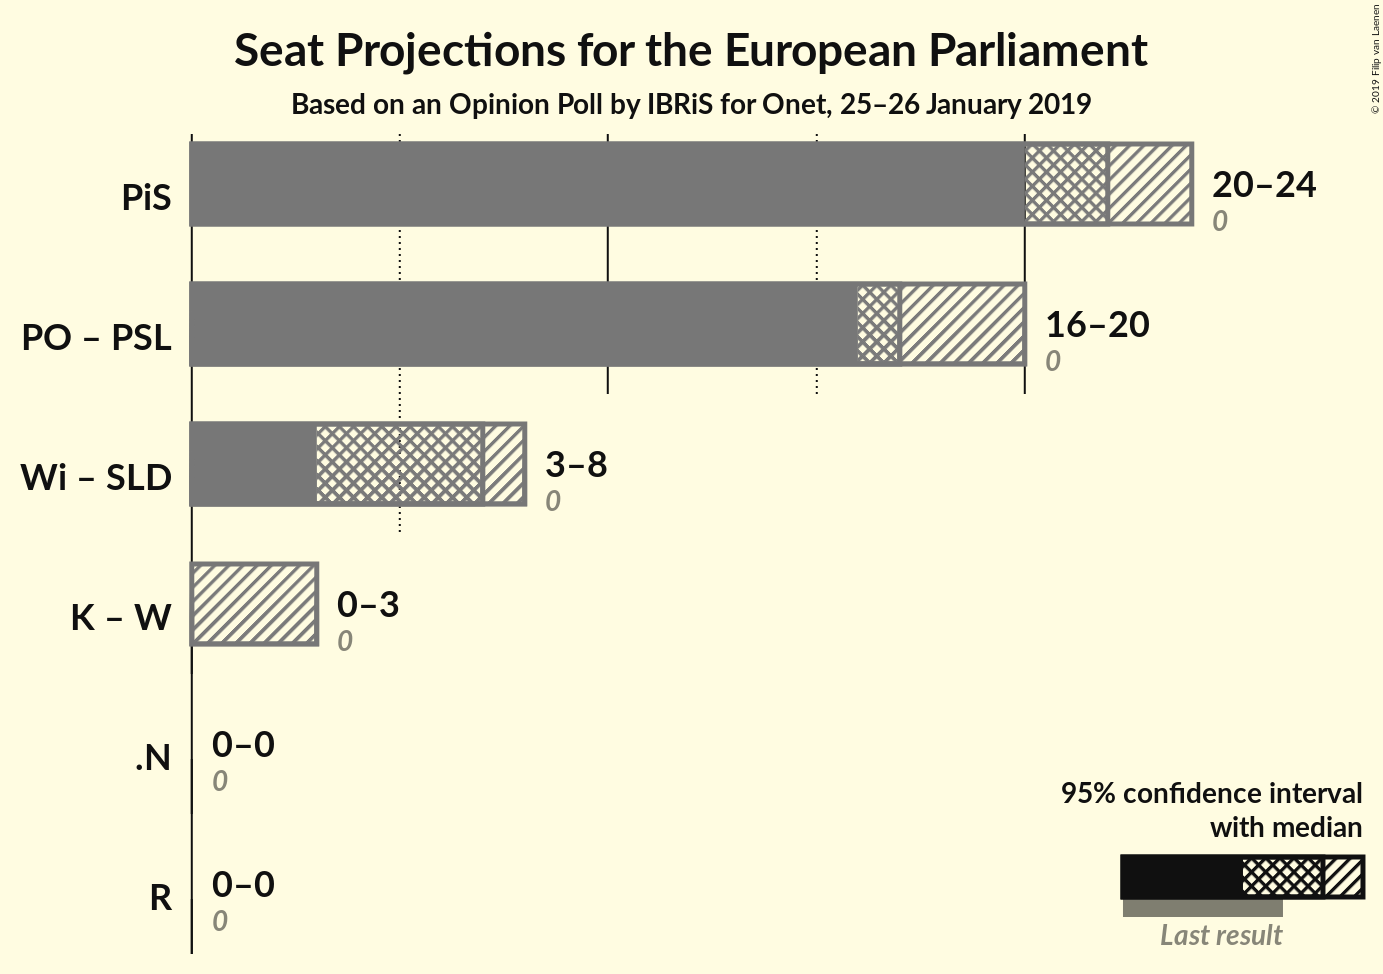 Seat Projections for the European Parliament
Based on an Opinion Poll by IBRiS for Onet, 25–26 January 2019
© 2019 Filip van Laenen
PiS
20–24
0
PO – PSL
16–20
0
Wi – SLD
3–8
0
K – W
0–3
0
.N
0–0
0
R
0–0
0
95% confidence interval
with median
Last result